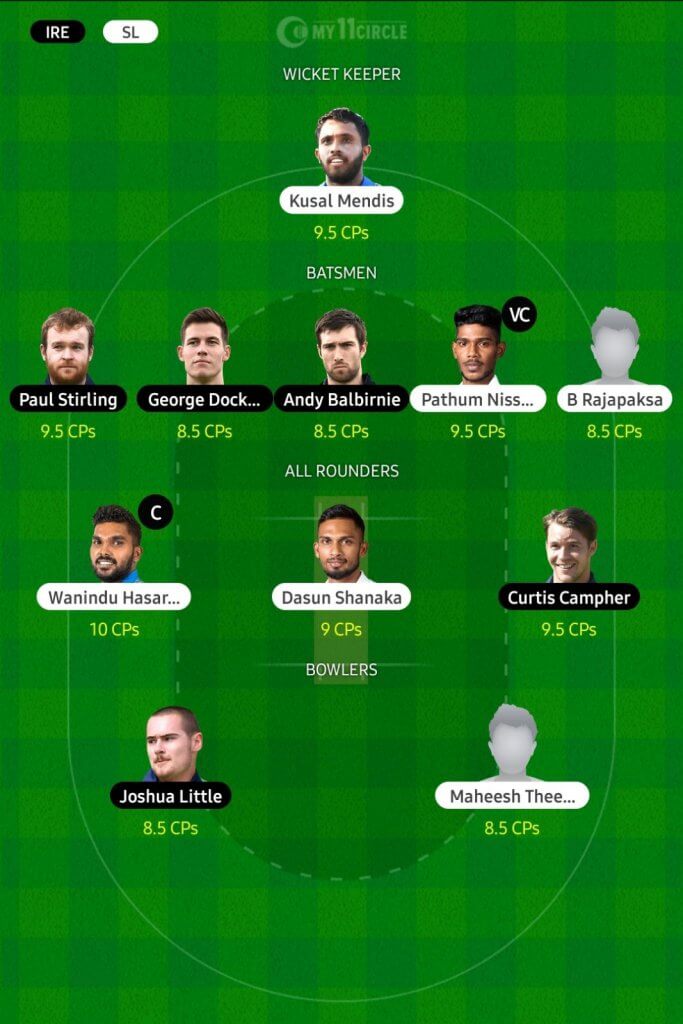 IRE SL MY11CIRCLE
WICKET KEEPER
Kusal Mendis
9.5 CPs
BATSMEN
VC
Paul Stirling George Dock... Andy Balbirnie Pathum Niss... B Rajapaksa
9.5 CPs 8.5 CPs 8.5 CPs 9.5 CPs 8.5 CPs
ALL ROUNDERS
C
Wanindu Hasar... Dasun Shanaka Curtis Campher
10 CPs 9 CPs 9.5 CPs
BOWLERS
Joshua Little Maheesh Thee...
8.5 CPs 8.5 CPs